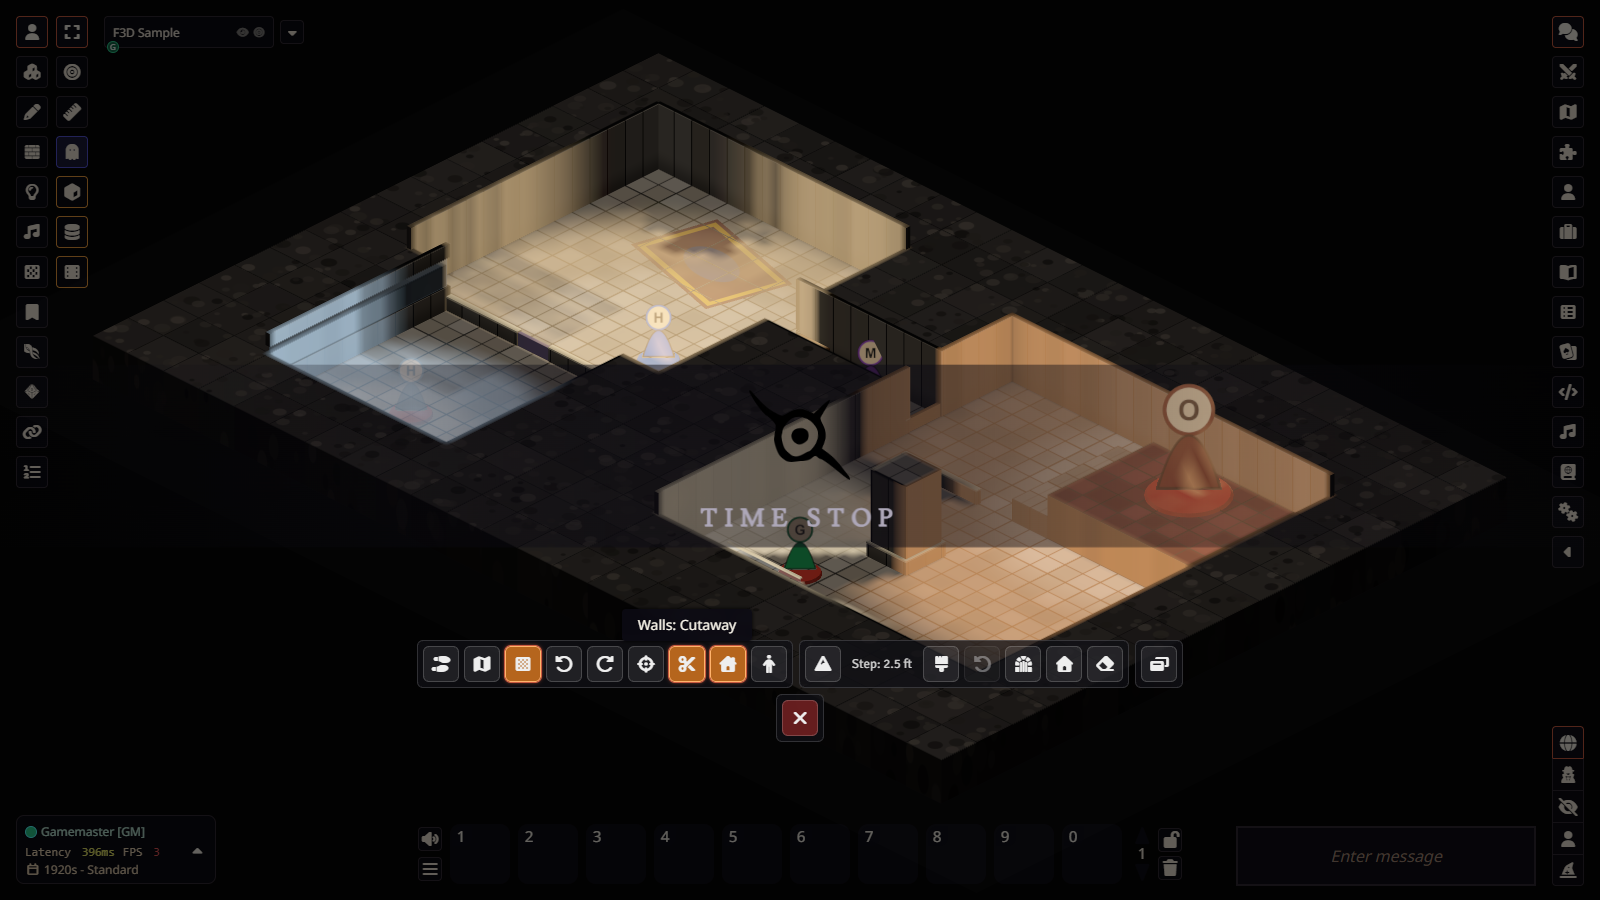 F3D Sample
G
H
M
H
O
TIME STOP
G
Walls: Cutaway
Step: 2.5 ft
Gamemaster [GM]
Latency 396ms FPS 3
1920s - Standard
1 2 3 4 5 6 7 8 9 0
1
Enter message